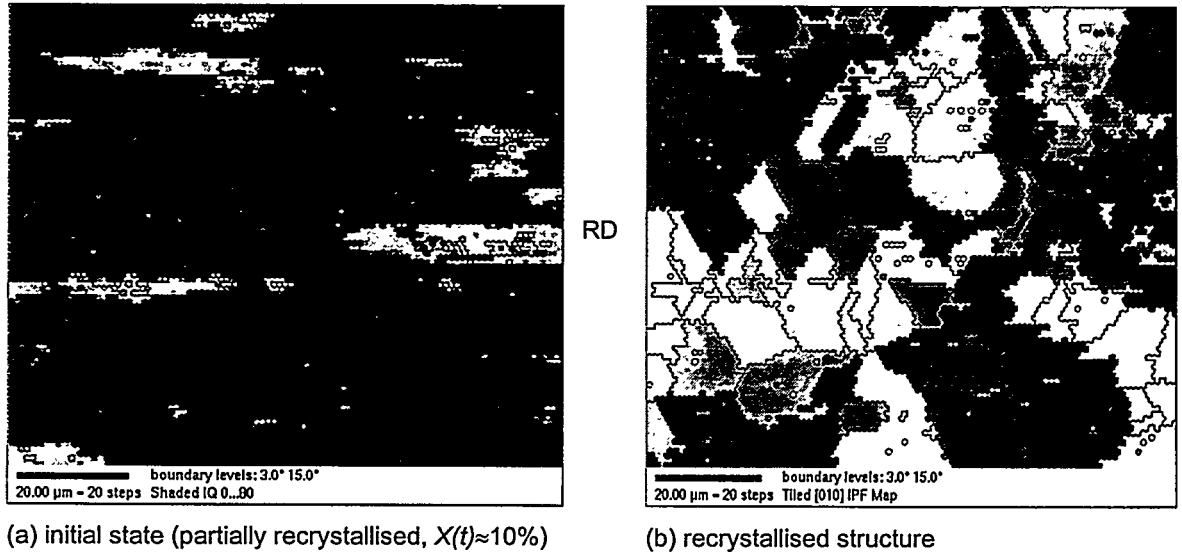 RD
boundary levels: 3.0° 15.0°
20.00 µm = 20 steps Shaded IQ 0...80
boundary levels: 3.0° 15.0°
20.00 µm = 20 steps Tiled [010] IPF Map
(a) initial state (partially recrystallised, X(t)≈10%)
(b) recrystallised structure